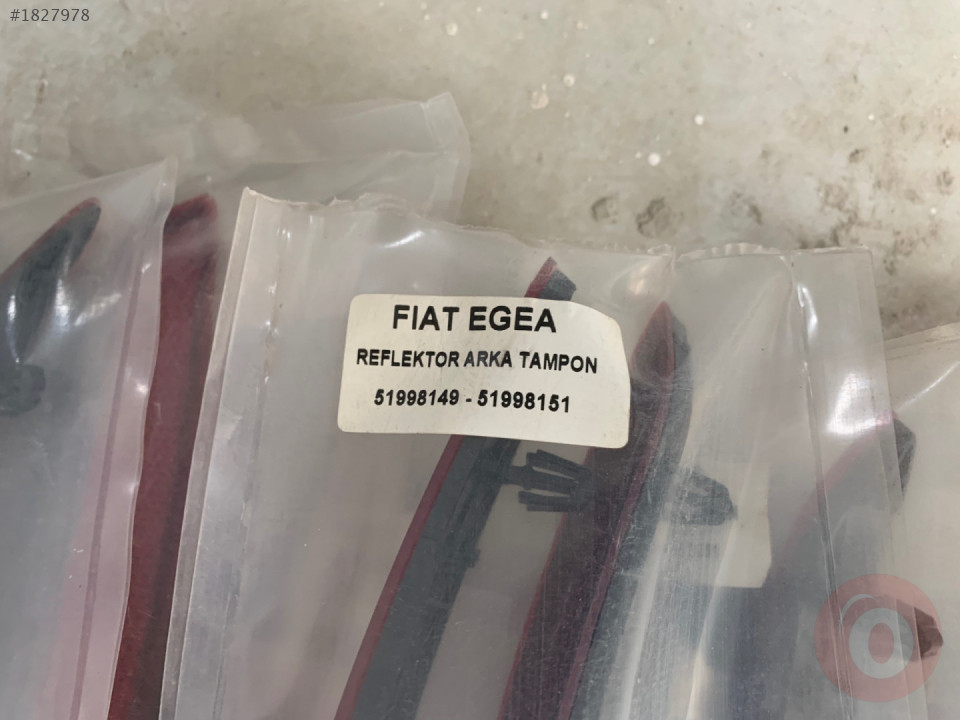 #1827978
FIAT EGEA
REFLEKTOR ARKA TAMPON
51998149 - 51998151
a